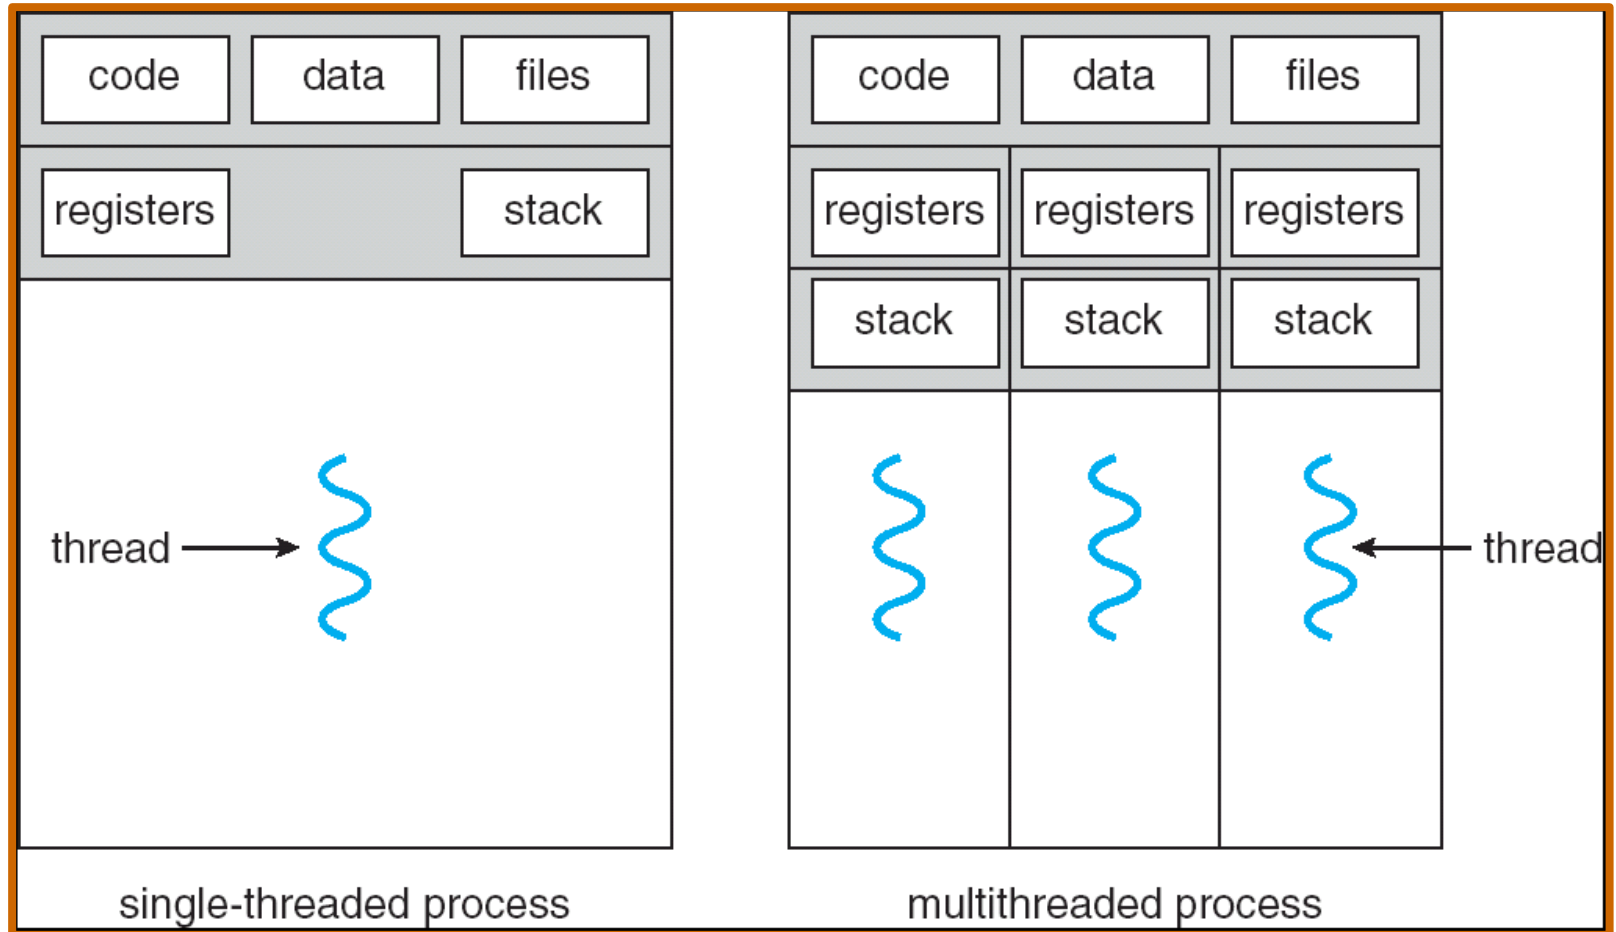 code data files
registers stack
thread
single-threaded process
code data files
registers registers registers
stack stack stack
thread
multithreaded process